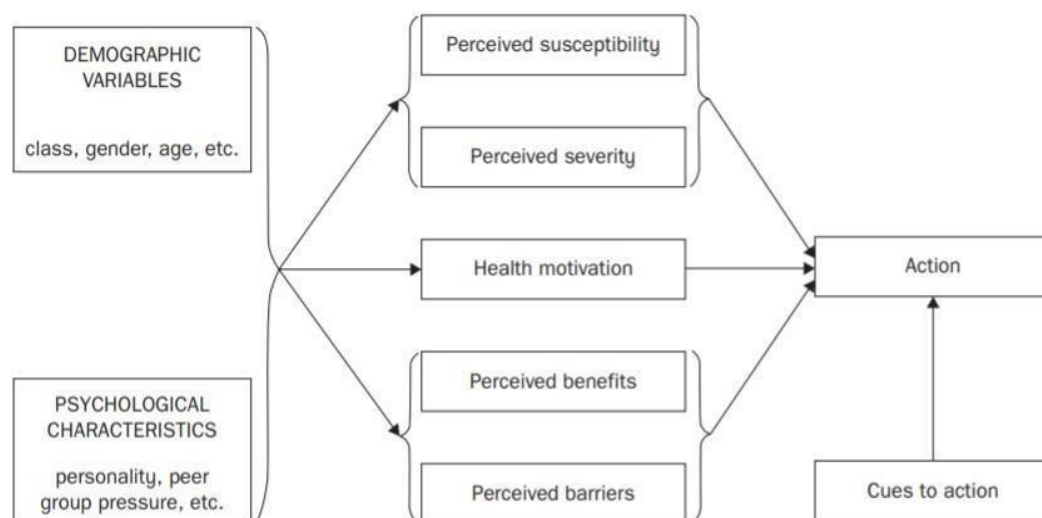 DEMOGRAPHIC
VARIABLES
class, gender, age, etc.
PSYCHOLOGICAL
CHARACTERISTICS
personality, peer
group pressure, etc.
Perceived susceptibility
Perceived severity
Health motivation
Perceived benefits
Perceived barriers
Action
Cues to action